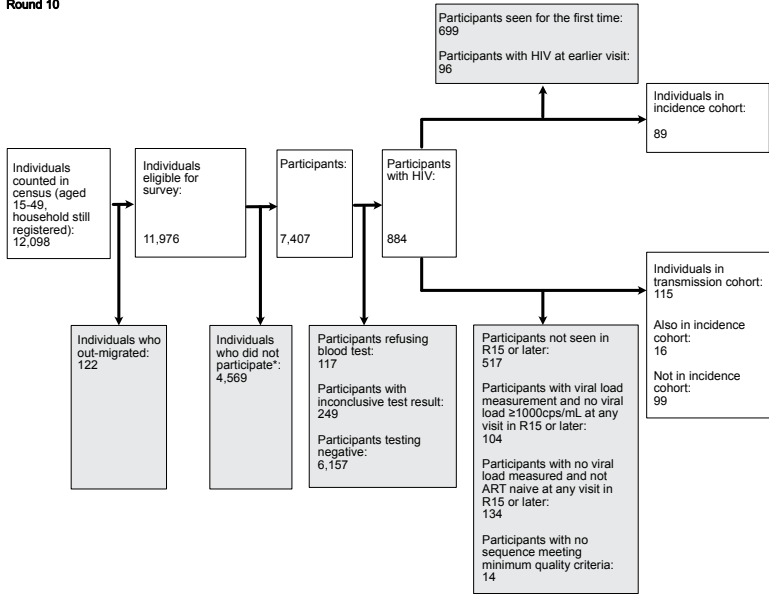 Round 10
Participants seen for the first time:
699
Participants with HIV at earlier visit:
96
Individuals in
incidence cohort:
89
Individuals
counted in
census (aged
15-49,
household still
registered):
12,098
Individuals
eligible for
survey:
11,976
Participants:
7,407
Participants
with HIV:
884
Individuals in
transmission cohort:
115
Also in incidence
cohort:
16
Not in incidence
cohort:
99
Individuals who
out-migrated:
122
Individuals
who did not
participate*:
4,569
Participants refusing
blood test:
117
Participants with
inconclusive test result:
249
Participants testing
negative:
6,157
Participants not seen in
R15 or later:
517
Participants with viral load
measurement and no viral
load ≥1000cps/mL at any
visit in R15 or later:
104
Participants with no viral
load measured and not
ART naive at any visit in
R15 or later:
134
Participants with no
sequence meeting
minimum quality criteria:
14